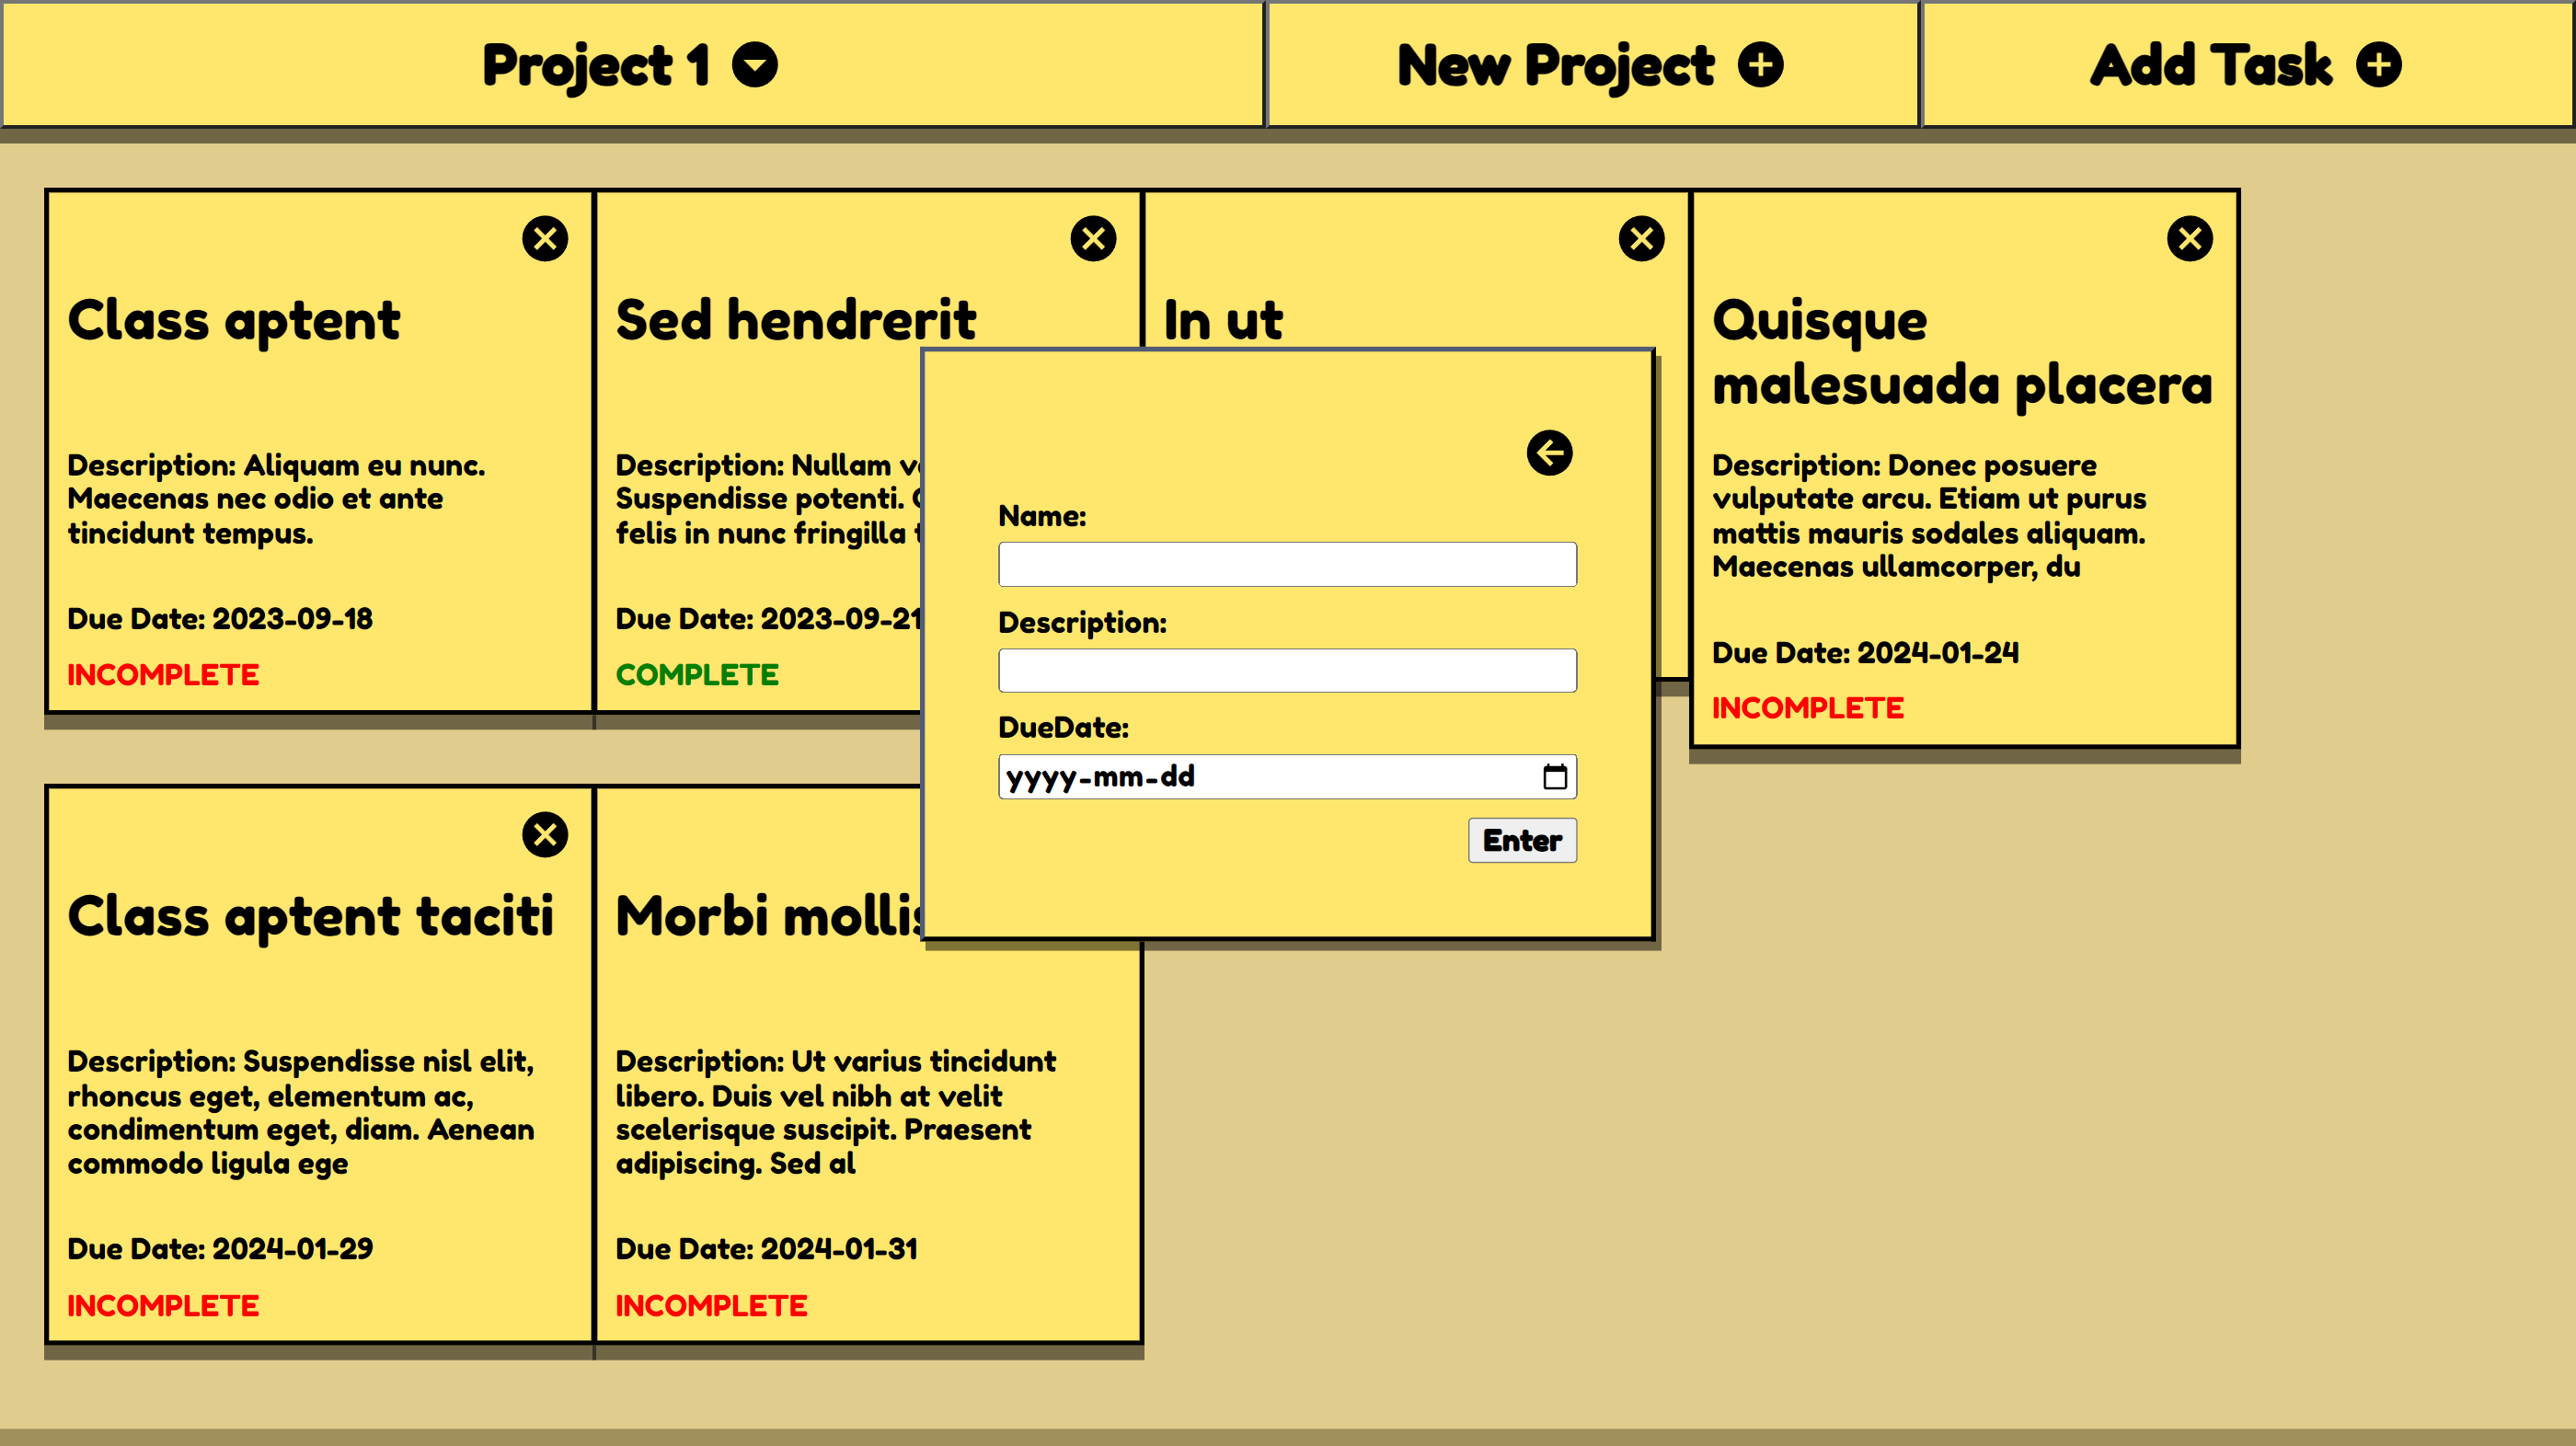 Project 1
New Project
Add Task
Class aptent
Description: Aliquam eu nunc.
Maecenas nec odio et ante
tincidunt tempus.
Due Date: 2023-09-18
INCOMPLETE
Sed hendrerit
Description: Nullam
Suspendisse potenti.
felis in nunc fringilla
Due Date: 2023-09-21
COMPLETE
In ut
Quisque
malesuada placera
Description: Donec posuere
vulputate arcu. Etiam ut purus
mattis mauris sodales aliquam.
Maecenas ullamcorper, du
Due Date: 2024-01-24
INCOMPLETE
Name:
Description:
DueDate:
yyyy-mm-dd
Enter
Class aptent taciti
Description: Suspendisse nisl elit,
rhoncus eget, elementum ac,
condimentum eget, diam. Aenean
commodo ligula ege
Due Date: 2024-01-29
INCOMPLETE
Morbi mollis
Description: Ut varius tincidunt
libero. Duis vel nibh at velit
scelerisque suscipit. Praesent
adipiscing. Sed al
Due Date: 2024-01-31
INCOMPLETE